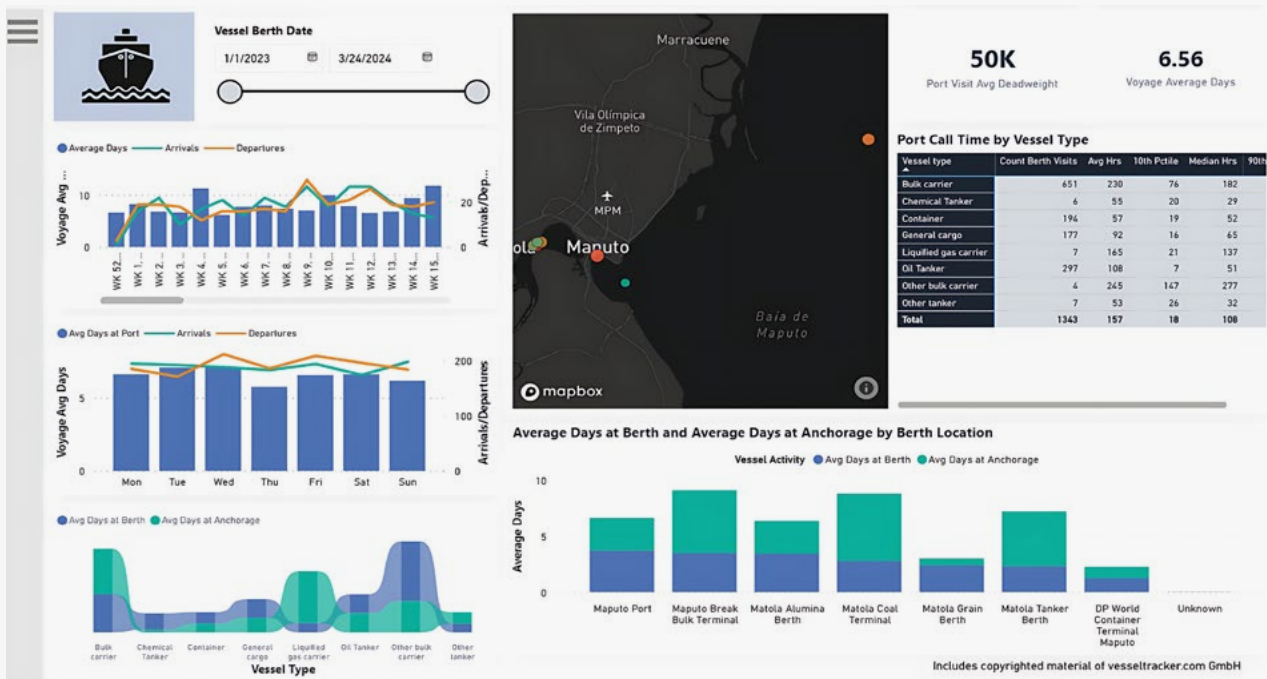 Vessel Berth Date
1/1/2023
3/24/2024
Average Days
Arrivals
Departures
Voyage Avg ...
10
0
Arrivals/Dep...
20
0
WK 52...
WK 1, ...
WK 2, ...
WK 3, ...
WK 4, ...
WK 5, ...
WK 6, ...
WK 7, ...
WK 8, ...
WK 9, ...
WK 10...
WK 11,...
WK 12...
WK 13...
WK 14...
WK 15...
Avg Days at Port
Arrivals
Departures
Voyage Avg Days
5
0
Arrivals/Departures
200
100
0
Mon Tue Wed Thu Fri Sat Sun
Avg Days at Berth
Avg Days at Anchorage
Bulk carrier
Chemical Tanker
Container
General cargo
Liquified gas carrier
Oil Tanker
Other bulk carrier
Other tanker
Vessel Type
Marracuene
Vila Olímpica
de Zimpeto
MPM
Maputo
Baía de
Maputo
mapbox
50K
Port Visit Avg Deadweight
6.56
Voyage Average Days
Port Call Time by Vessel Type
Vessel type Count Berth Visits Avg Hrs 10th Pctile Median Hrs 90th
Bulk carrier 651 230 76 182
Chemical Tanker 6 55 20 29
Container 194 57 19 52
General cargo 177 92 16 65
Liquified gas carrier 7 165 21 137
Oil Tanker 297 108 7 51
Other bulk carrier 4 245 147 277
Other tanker 7 53 26 32
Total 1343 157 18 108
Average Days at Berth and Average Days at Anchorage by Berth Location
Vessel Activity Avg Days at Berth Avg Days at Anchorage
Average Days
10
5
0
Maputo Port
Maputo Break
Bulk Terminal
Matola Alumina
Berth
Matola Coal
Terminal
Matola Grain
Berth
Matola Tanker
Berth
DP World
Container
Terminal
Maputo
Unknown
Includes copyrighted material of vesseltracker.com GmbH